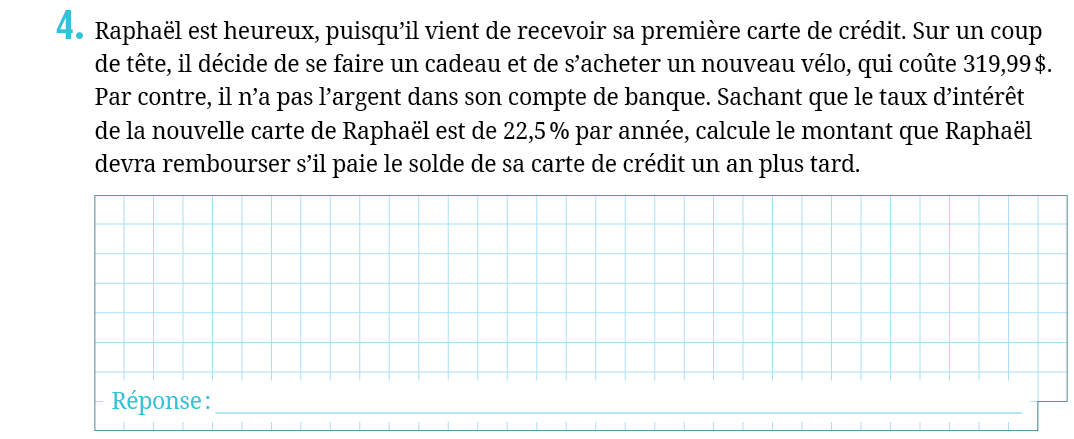 4. Raphaël est heureux, puisqu’il vient de recevoir sa première carte de crédit. Sur un coup
de tête, il décide de se faire un cadeau et de s’acheter un nouveau vélo, qui coûte 319,99 $.
Par contre, il n’a pas l’argent dans son compte de banque. Sachant que le taux d’intérêt
de la nouvelle carte de Raphaël est de 22,5 % par année, calcule le montant que Raphaël
devra rembourser s’il paie le solde de sa carte de crédit un an plus tard.
Réponse :